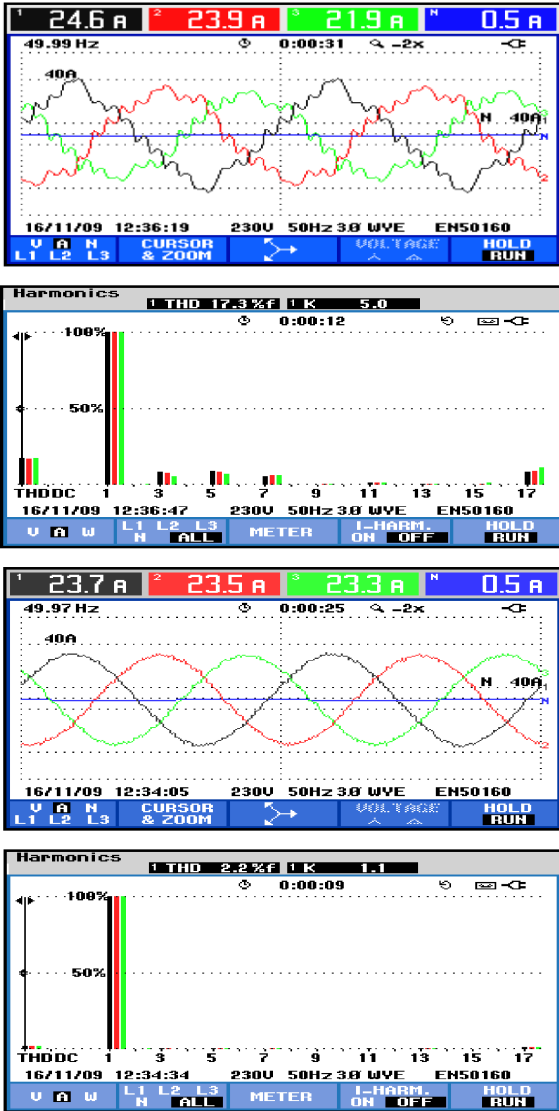 1 24.6 A 2 23.9 A 3 21.9 A N 0.5 A
49.99 Hz 0:00:31 -2x
40A
N 40A 1
N
2
16/11/09 12:36:19 230V 50Hz 3Ø WYE EN50160
V A N CURSOR VOLTAGE HOLD
L1 L2 L3 & ZOOM RUN
Harmonics
1 THD 17.3%f 1 K 5.0
0:00:12
100%
50%
THDDC 1 3 5 7 9 11 13 15 17
16/11/09 12:36:47 230V 50Hz 3Ø WYE EN50160
V A W L1 L2 L3 METER I-HARM. HOLD
N ALL ON OFF RUN
1 23.7 A 2 23.5 A 3 23.3 A N 0.5 A
49.97 Hz 0:00:25 -2x
40A
3
N 40A 1
N
2
16/11/09 12:34:05 230V 50Hz 3Ø WYE EN50160
V A N CURSOR VOLTAGE HOLD
L1 L2 L3 & ZOOM RUN
Harmonics
1 THD 2.2%f 1 K 1.1
0:00:09
100%
50%
THDDC 1 3 5 7 9 11 13 15 17
16/11/09 12:34:34 230V 50Hz 3Ø WYE EN50160
V A W L1 L2 L3 METER I-HARM. HOLD
N ALL ON OFF RUN